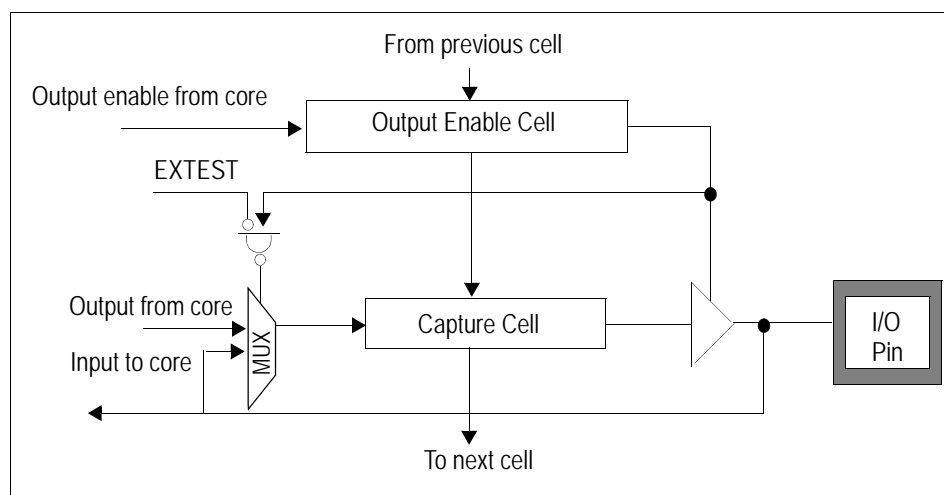 From previous cell
Output enable from core
Output Enable Cell
EXTEST
Output from core
Input to core
MUX
Capture Cell
I/O
Pin
To next cell